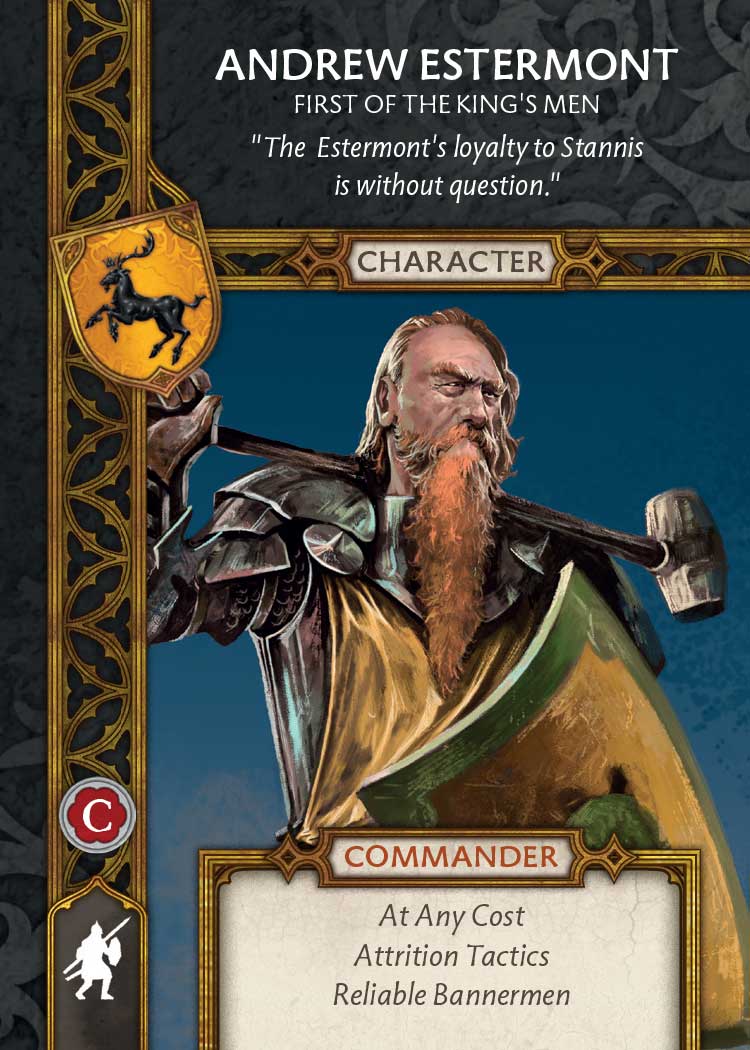 ANDREW ESTERMONT
FIRST OF THE KING'S MEN
"The Estermont's loyalty to Stannis
is without question."
CHARACTER
C
COMMANDER
At Any Cost
Attrition Tactics
Reliable Bannermen